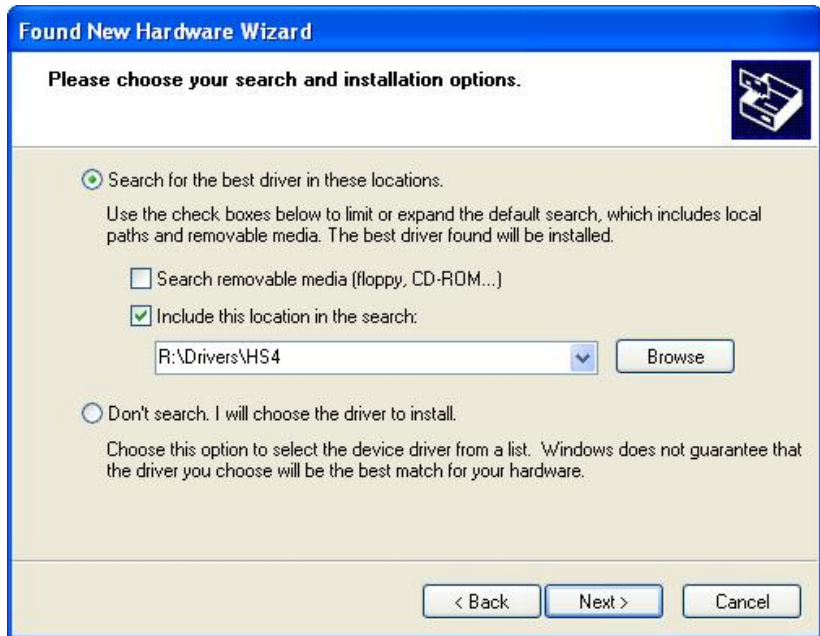 Found New Hardware Wizard
Please choose your search and installation options.
Search for the best driver in these locations.
Use the check boxes below to limit or expand the default search, which includes local
paths and removable media. The best driver found will be installed.
Search removable media (floppy, CD-ROM...)
Include this location in the search:
R:\Drivers\HS4
Browse
Don't search. I will choose the driver to install.
Choose this option to select the device driver from a list. Windows does not guarantee that
the driver you choose will be the best match for your hardware.
< Back
Next >
Cancel